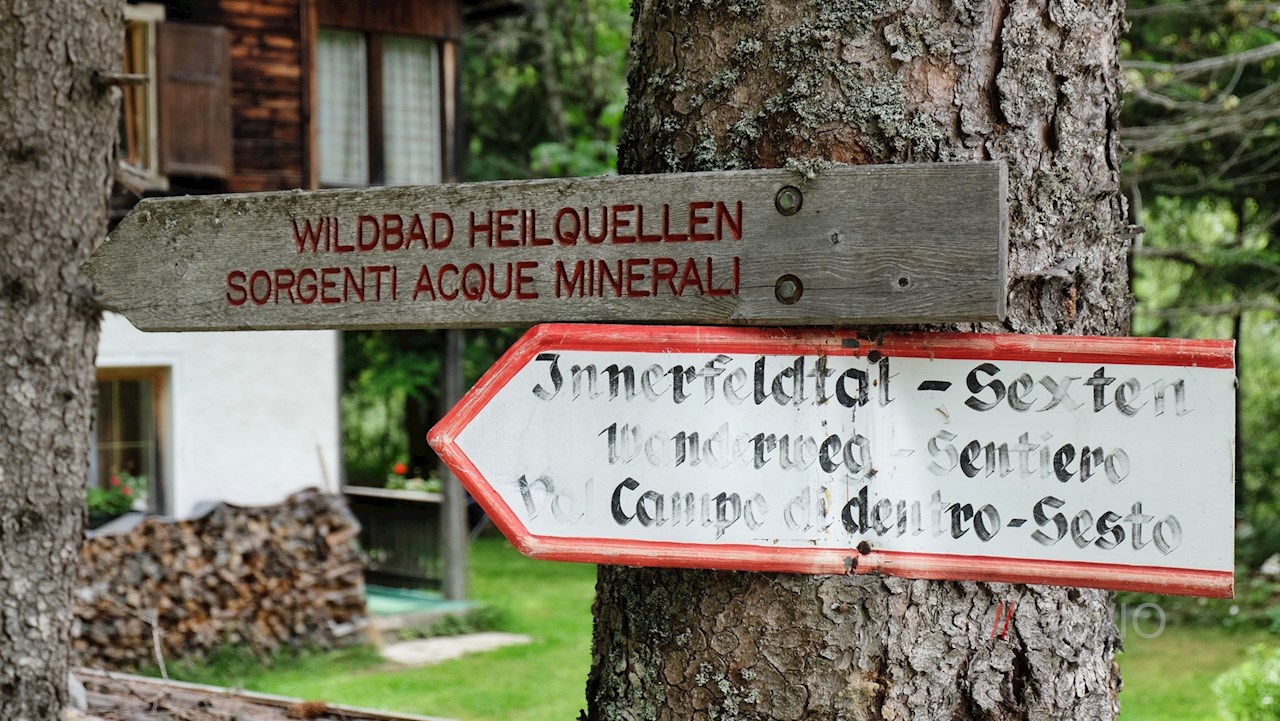 WILDBAD HEILQUELLEN
SORGENTI ACQUE MINERALI
Innerfeldtal - Sexten
Wanderweg - Sentiero
Val Campo di dentro - Sesto